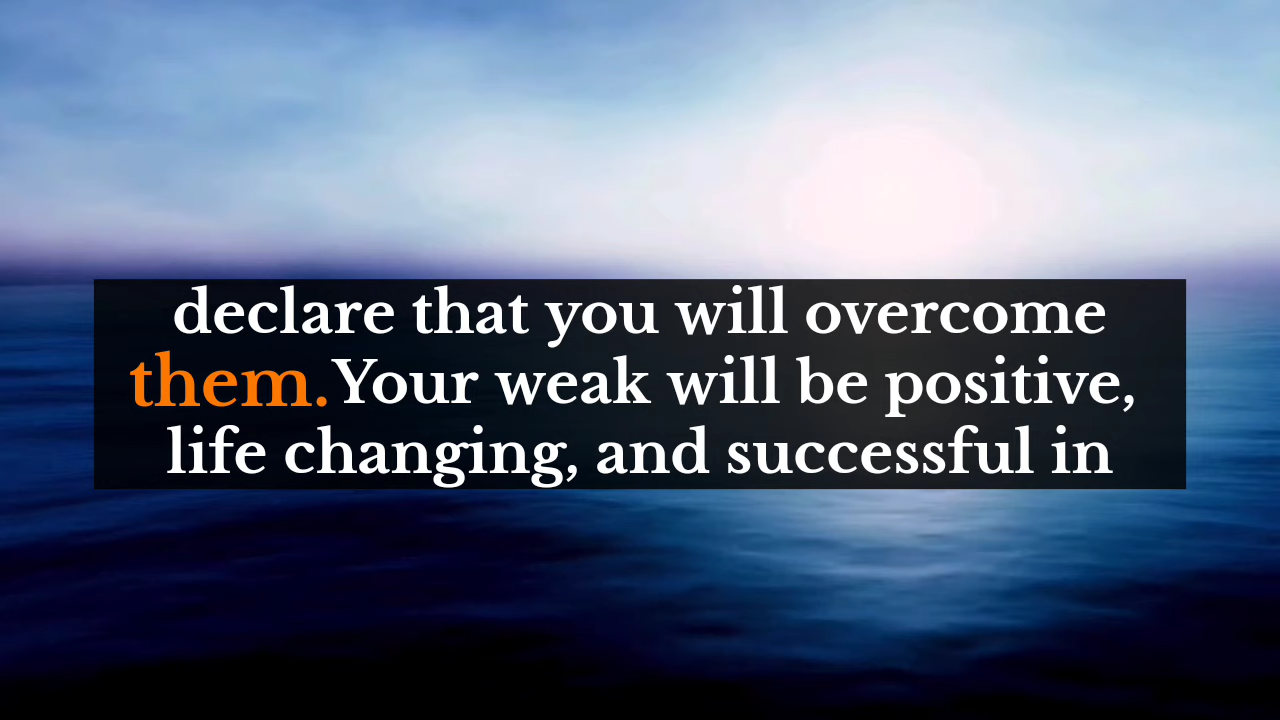 declare that you will overcome
them. Your weak will be positive,
life changing, and successful in